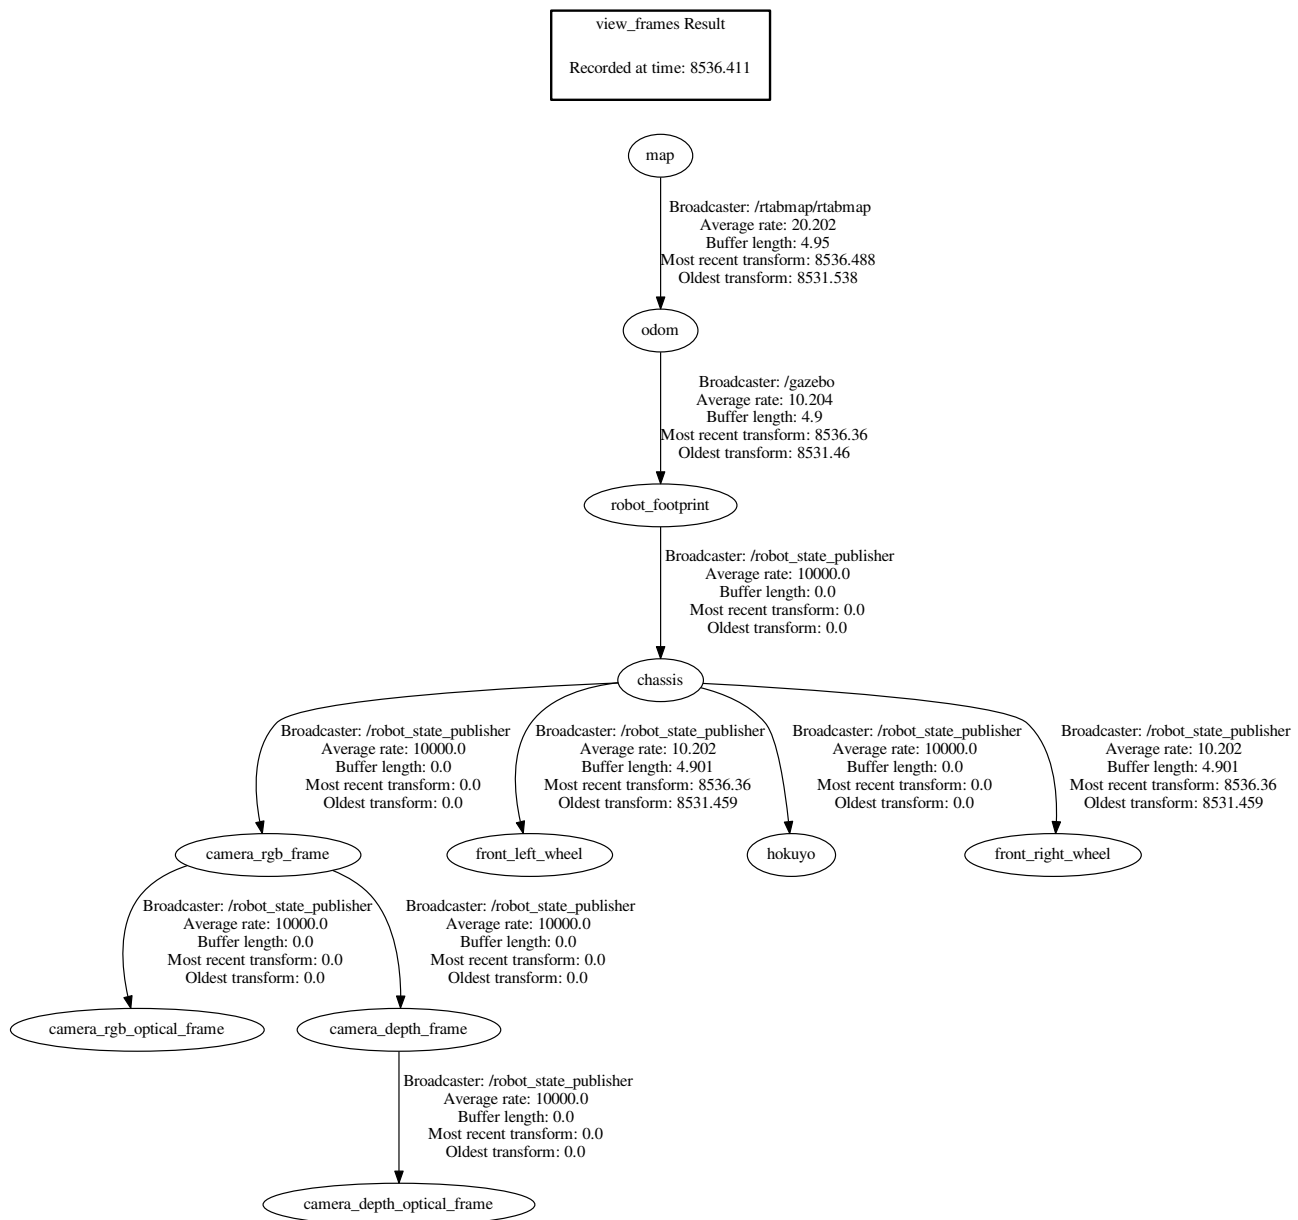 view_frames Result
Recorded at time: 8536.411
map
Broadcaster: /rtabmap/rtabmap
Average rate: 20.202
Buffer length: 4.95
Most recent transform: 8536.488
Oldest transform: 8531.538
odom
Broadcaster: /gazebo
Average rate: 10.204
Buffer length: 4.9
Most recent transform: 8536.36
Oldest transform: 8531.46
robot_footprint
Broadcaster: /robot_state_publisher
Average rate: 10000.0
Buffer length: 0.0
Most recent transform: 0.0
Oldest transform: 0.0
chassis
Broadcaster: /robot_state_publisher
Average rate: 10000.0
Buffer length: 0.0
Most recent transform: 0.0
Oldest transform: 0.0
Broadcaster: /robot_state_publisher
Average rate: 10.202
Buffer length: 4.901
Most recent transform: 8536.36
Oldest transform: 8531.459
Broadcaster: /robot_state_publisher
Average rate: 10000.0
Buffer length: 0.0
Most recent transform: 0.0
Oldest transform: 0.0
Broadcaster: /robot_state_publisher
Average rate: 10.202
Buffer length: 4.901
Most recent transform: 8536.36
Oldest transform: 8531.459
camera_rgb_frame
front_left_wheel
hokuyo
front_right_wheel
Broadcaster: /robot_state_publisher
Average rate: 10000.0
Buffer length: 0.0
Most recent transform: 0.0
Oldest transform: 0.0
Broadcaster: /robot_state_publisher
Average rate: 10000.0
Buffer length: 0.0
Most recent transform: 0.0
Oldest transform: 0.0
camera_rgb_optical_frame
camera_depth_frame
Broadcaster: /robot_state_publisher
Average rate: 10000.0
Buffer length: 0.0
Most recent transform: 0.0
Oldest transform: 0.0
camera_depth_optical_frame